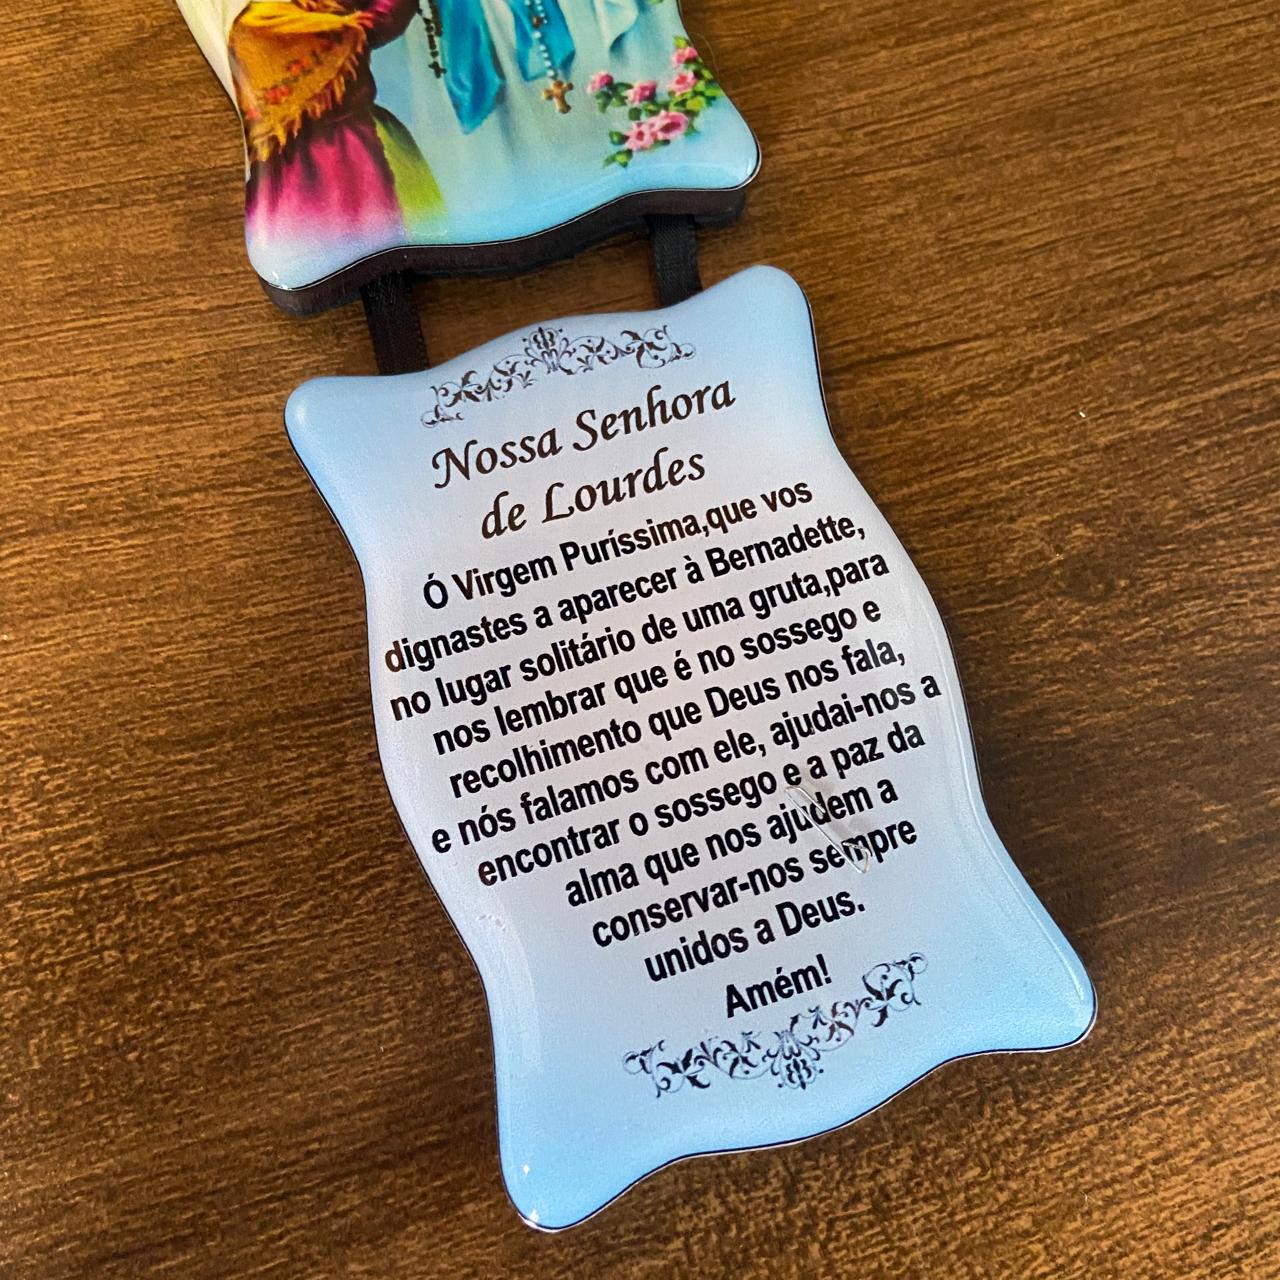 Nossa Senhora
de Lourdes
Ó Virgem Puríssima,que vos
dignastes a aparecer à Bernadette,
no lugar solitário de uma gruta,para
nos lembrar que é no sossego e
recolhimento que Deus nos fala,
e nós falamos com ele, ajudai-nos a
encontrar o sossego e a paz da
alma que nos ajudem a
conservar-nos sempre
unidos a Deus.
Amém!